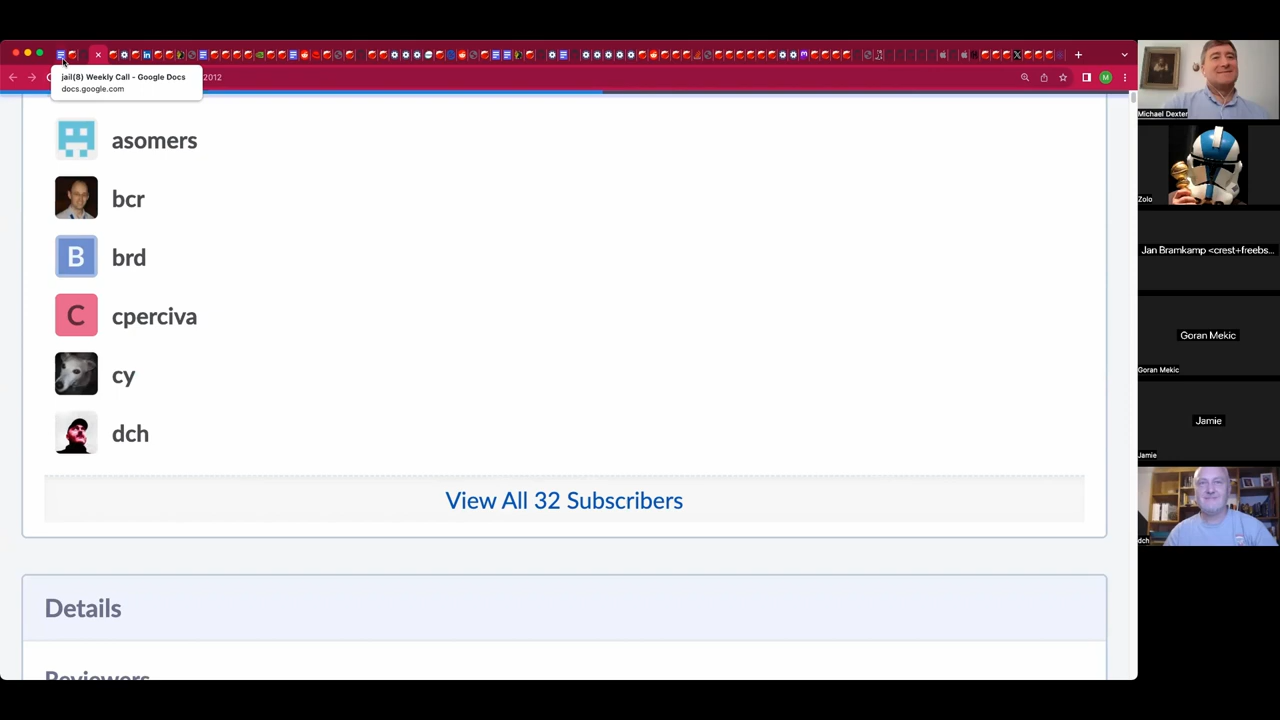 jail(8) Weekly Call - Google Docs
docs.google.com
2012
M
asomers
bcr
B
brd
C
cperciva
cy
dch
View All 32 Subscribers
Details
Reviewers
Michael Dexter
Zolo
Jan Bramkamp <crest+freebs...
Goran Mekic
Goran Mekic
Jamie
Jamie
dch